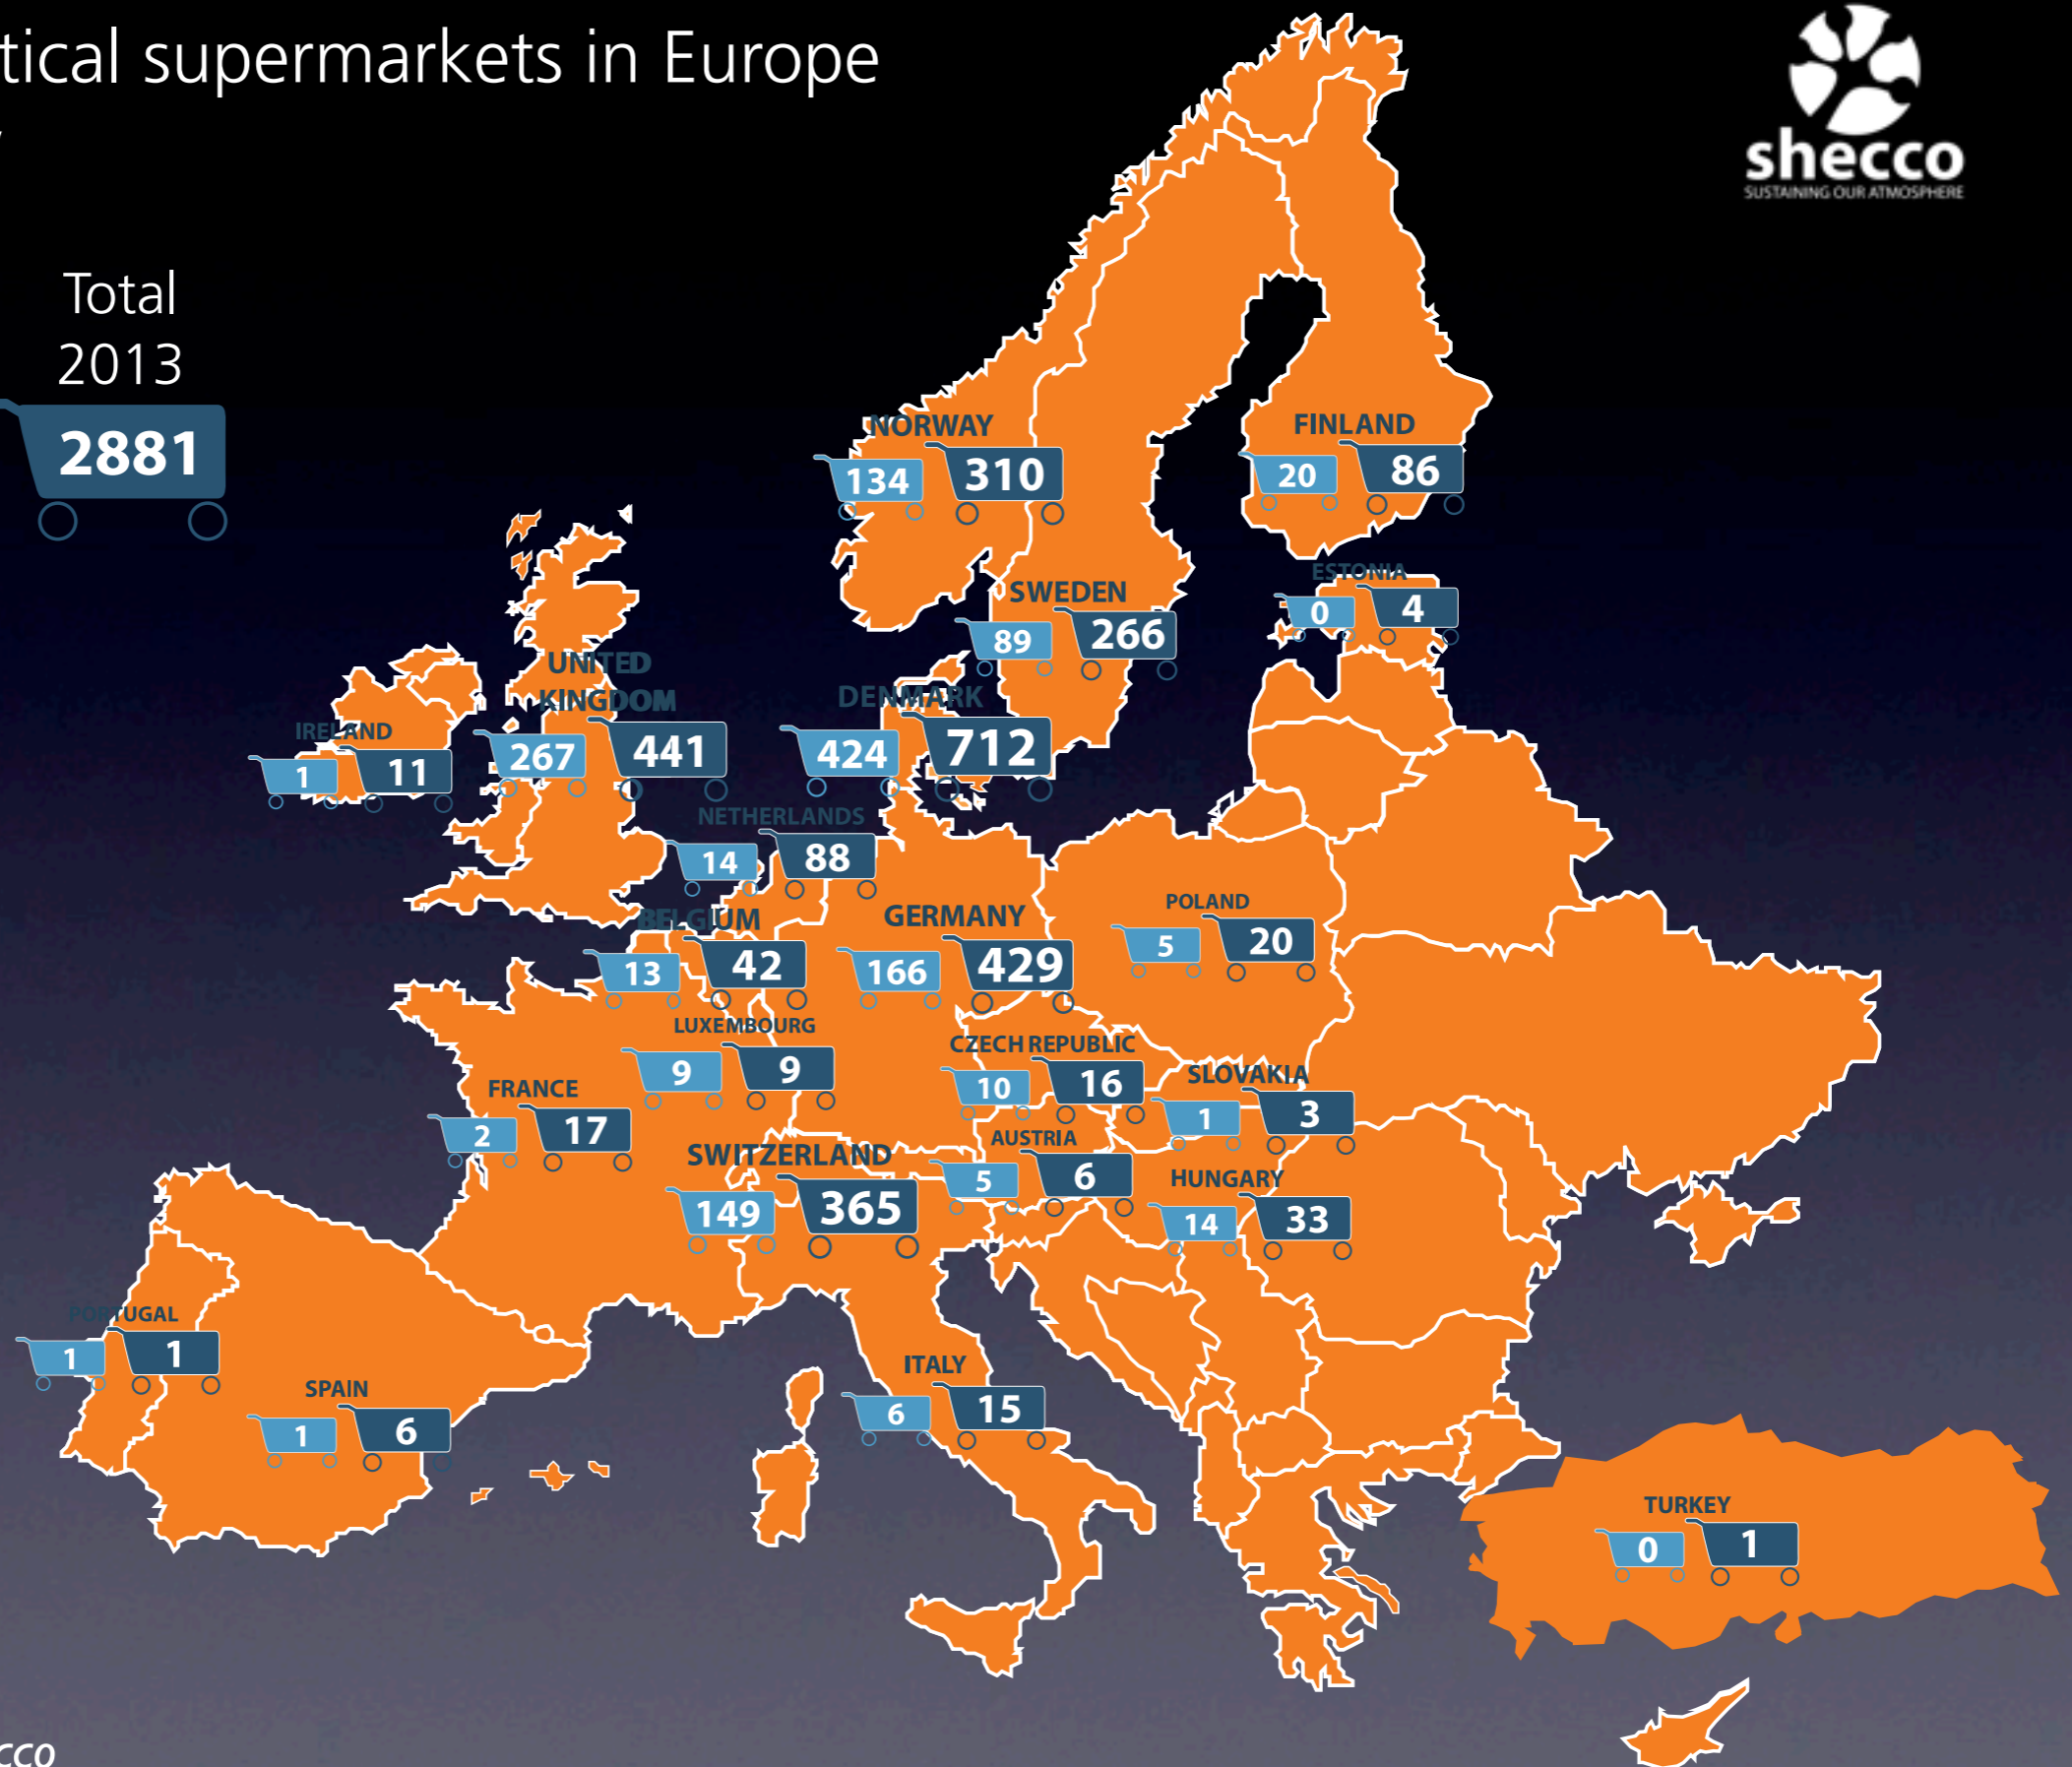 tical supermarkets in Europe
shecco
SUSTAINING OUR ATMOSPHERE
Total
2013
2881
NORWAY
134 310
FINLAND
20 86
ESTONIA
0 4
SWEDEN
89 266
UNITED
KINGDOM
267 441
DENMARK
424 712
IRELAND
1 11
NETHERLANDS
14 88
BELGIUM
13 42
GERMANY
166 429
POLAND
5 20
LUXEMBOURG
9 9
CZECH REPUBLIC
10 16
SLOVAKIA
1 3
FRANCE
2 17
AUSTRIA
5 6
SWITZERLAND
149 365
HUNGARY
14 33
PORTUGAL
1 1
ITALY
6 15
SPAIN
1 6
TURKEY
0 1
cco